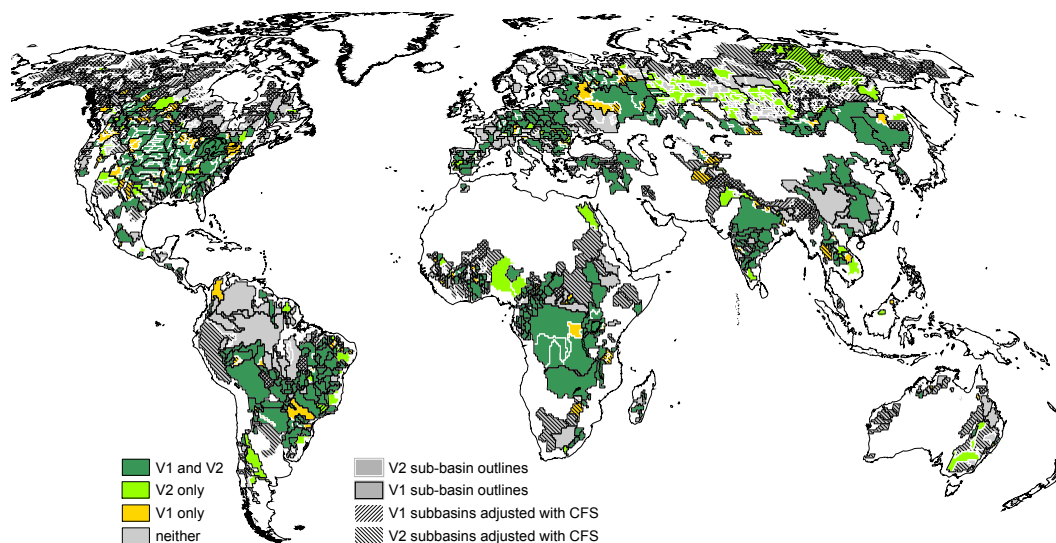 V1 and V2
V2 only
V1 only
neither
V2 sub-basin outlines
V1 sub-basin outlines
V1 subbasins adjusted with CFS
V2 subbasins adjusted with CFS